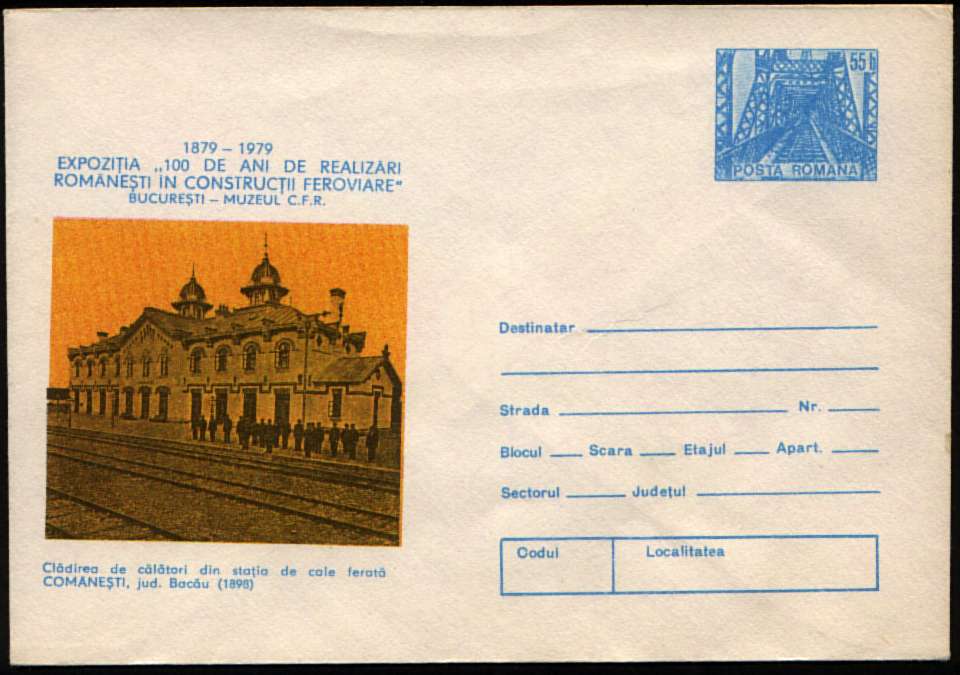 1879 – 1979
EXPOZIȚIA „100 DE ANI DE REALIZĂRI
ROMÂNEȘTI ÎN CONSTRUCȚII FEROVIARE"
BUCUREȘTI – MUZEUL C.F.R.
Clădirea de călători din stația de cale ferată
COMĂNEȘTI, jud. Bacău (1898)
55 b
POȘTA ROMÂNĂ
Destinatar
Strada Nr.
Blocul Scara Etajul Apart.
Sectorul Județul
Codul Localitatea